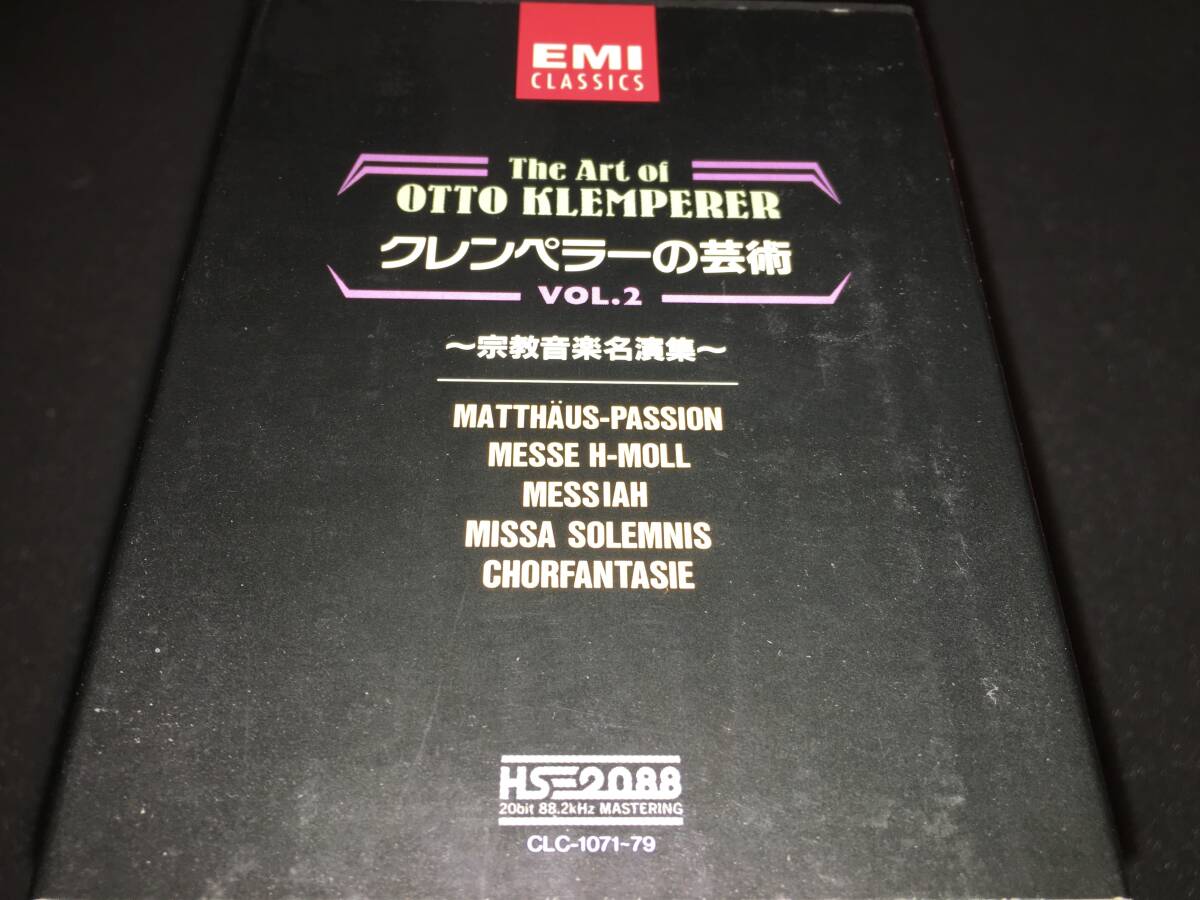 EMI
CLASSICS
The Art of
OTTO KLEMPERER
クレンペラーの芸術
VOL.2
～宗教音楽名演集～
MATTHÄUS-PASSION
MESSE H-MOLL
MESSIAH
MISSA SOLEMNIS
CHORFANTASIE
HS2088
20bit 88.2kHz MASTERING
CLC-1071~79